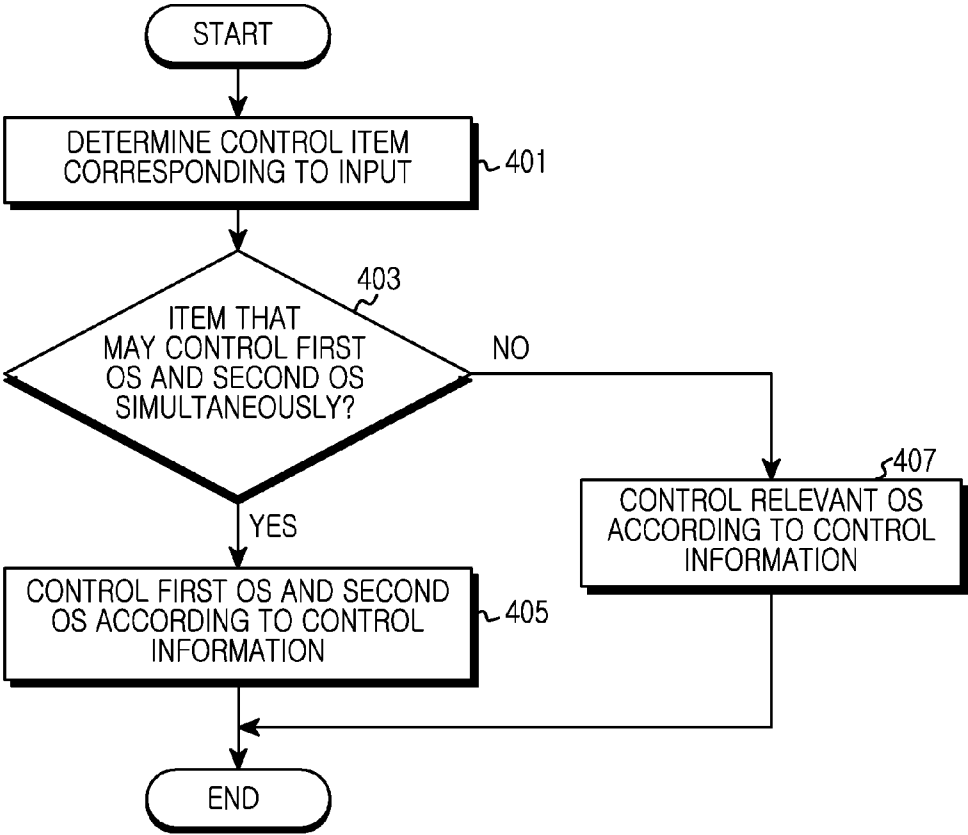 START
DETERMINE CONTROL ITEM
CORRESPONDING TO INPUT
401
403
ITEM THAT
MAY CONTROL FIRST
OS AND SECOND OS
SIMULTANEOUSLY?
NO
YES
407
CONTROL RELEVANT OS
ACCORDING TO CONTROL
INFORMATION
CONTROL FIRST OS AND SECOND
OS ACCORDING TO CONTROL
INFORMATION
405
END